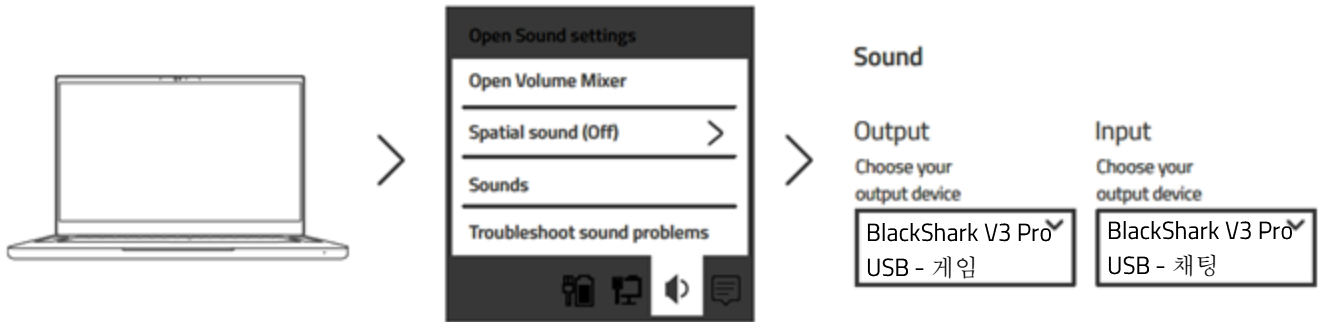 Open Sound settings
Open Volume Mixer
Spatial sound (Off)
Sounds
Troubleshoot sound problems
Sound
Output
Choose your
output device
BlackShark V3 Pro
USB - 게임
Input
Choose your
output device
BlackShark V3 Pro
USB - 채팅